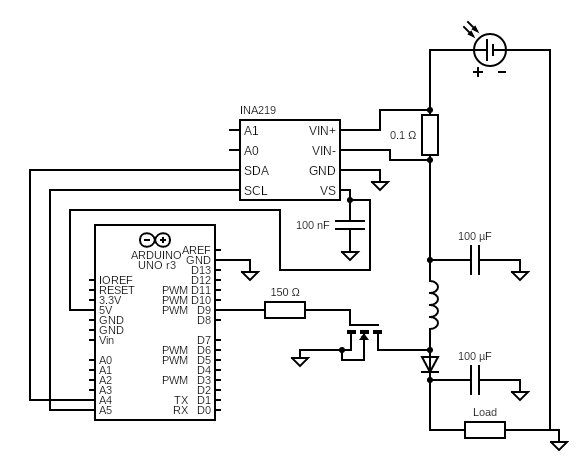 INA219
A1 VIN+
A0 VIN-
SDA GND
SCL VS
0.1 Ω
+ −
100 nF
100 µF
ARDUINO
UNO r3
AREF
GND
D13
IOREF D12
RESET PWM D11
3.3V PWM D10
5V PWM D9
GND D8
GND
Vin D7
PWM D6
A0 PWM D5
A1 D4
A2 PWM D3
A3 D2
A4 TX D1
A5 RX D0
150 Ω
100 µF
Load